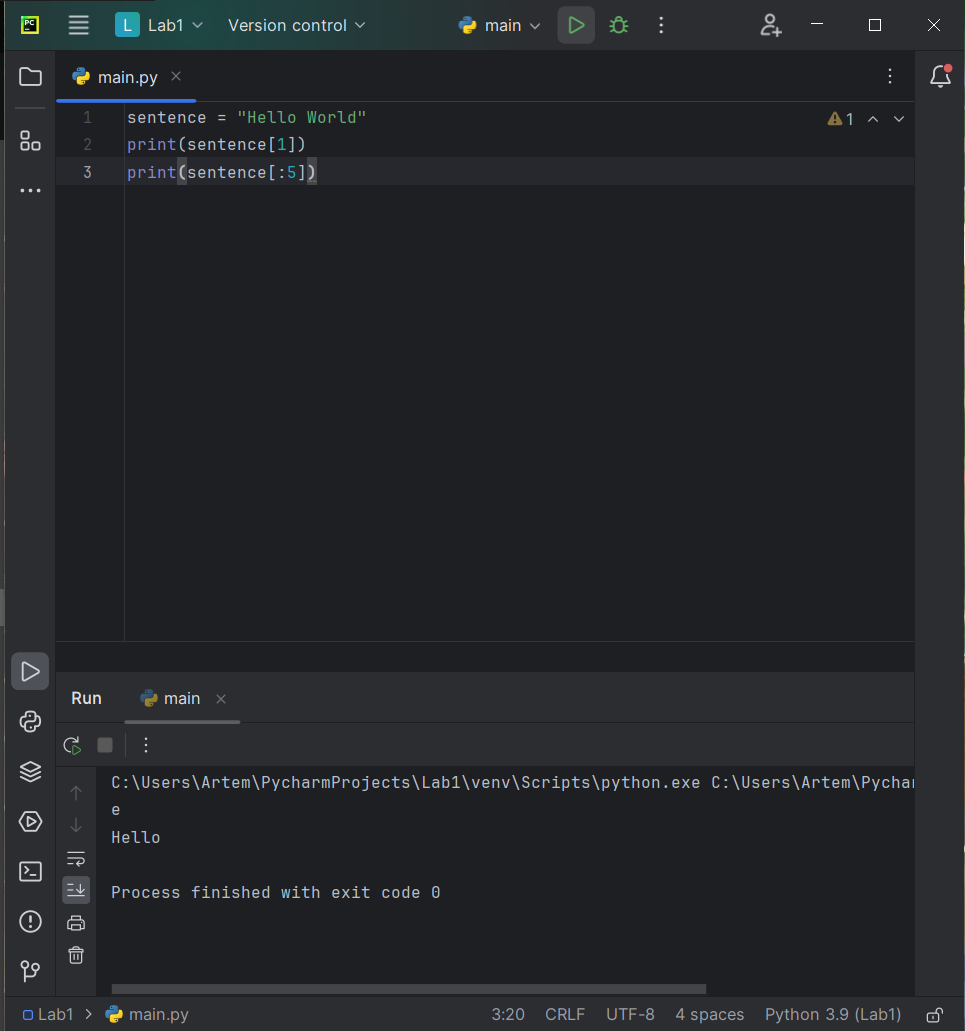 PC L Lab1 Version control main
main.py
1 sentence = "Hello World" 1
2 print(sentence[1])
3 print(sentence[:5])
Run main
C:\Users\Artem\PycharmProjects\Lab1\venv\Scripts\python.exe C:\Users\Artem\Pychar
e
Hello
Process finished with exit code 0
Lab1 > main.py 3:20 CRLF UTF-8 4 spaces Python 3.9 (Lab1)